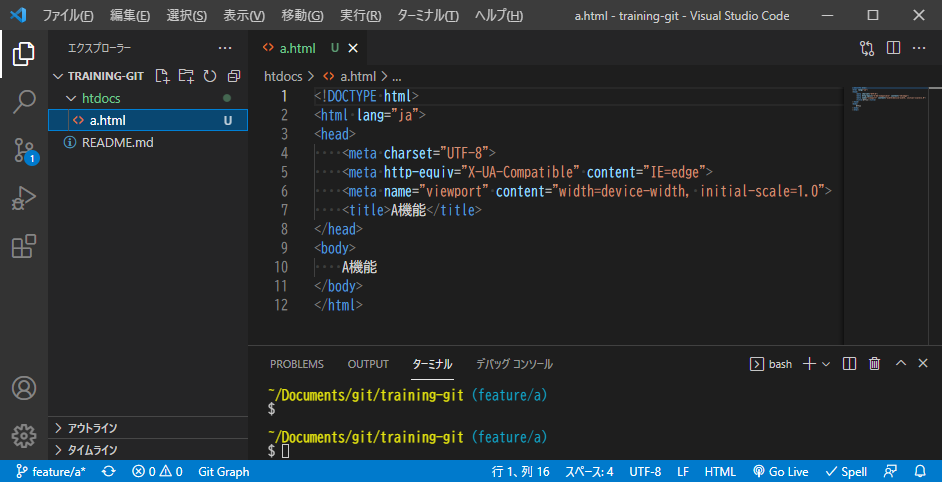 ファイル(F) 編集(E) 選択(S) 表示(V) 移動(G) 実行(R) ターミナル(T) ヘルプ(H) a.html - training-git - Visual Studio Code
エクスプローラー ...
TRAINING-GIT
htdocs
<> a.html U
README.md
1
アウトライン
タイムライン
<> a.html U
htdocs > <> a.html > ...
1 <!DOCTYPE html>
2 <html lang="ja">
3 <head>
4 ····<meta charset="UTF-8">
5 ····<meta http-equiv="X-UA-Compatible" content="IE=edge">
6 ····<meta name="viewport" content="width=device-width, initial-scale=1.0">
7 ····<title>A機能</title>
8 </head>
9 <body>
10 ····A機能
11 </body>
12 </html>
PROBLEMS OUTPUT ターミナル デバッグ コンソール bash
~/Documents/git/training-git (feature/a)
$
~/Documents/git/training-git (feature/a)
$
feature/a* 0 0 Git Graph 行 1、列 16 スペース: 4 UTF-8 LF HTML Go Live Spell